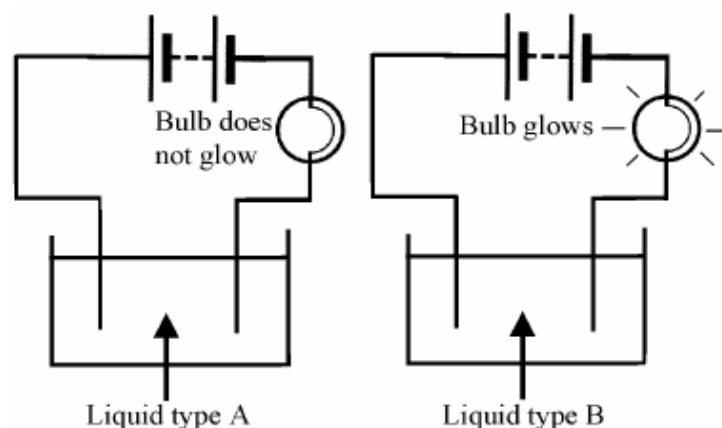 Bulb does
not glow
Bulb glows
Liquid type A
Liquid type B